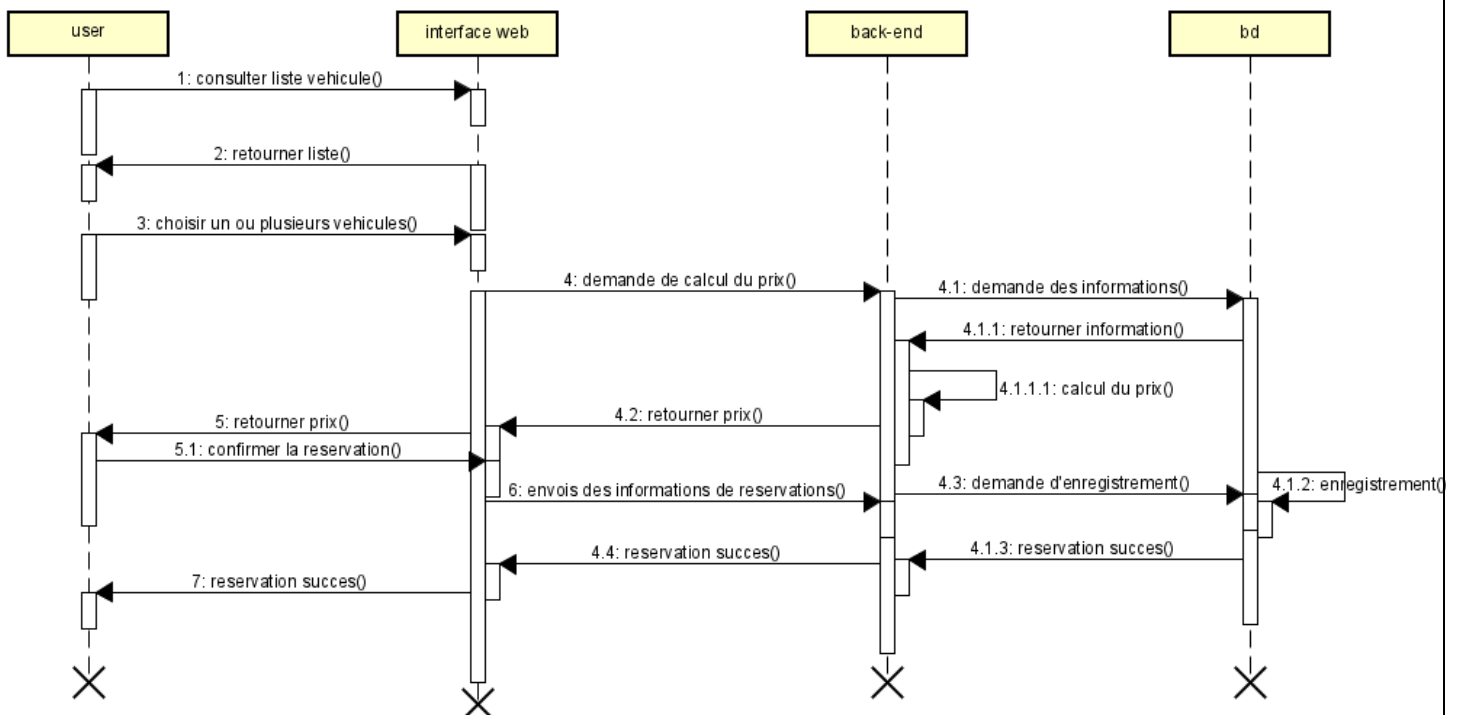 user
interface web
back-end
bd
1: consulter liste vehicule()
2: retourner liste()
3: choisir un ou plusieurs vehicules()
4: demande de calcul du prix()
4.1: demande des informations()
4.1.1: retourner information()
4.1.1.1: calcul du prix()
4.2: retourner prix()
5: retourner prix()
5.1: confirmer la reservation()
6: envois des informations de reservations()
4.3: demande d'enregistrement()
4.1.2: enregistrement()
4.1.3: reservation succes()
4.4: reservation succes()
7: reservation succes()